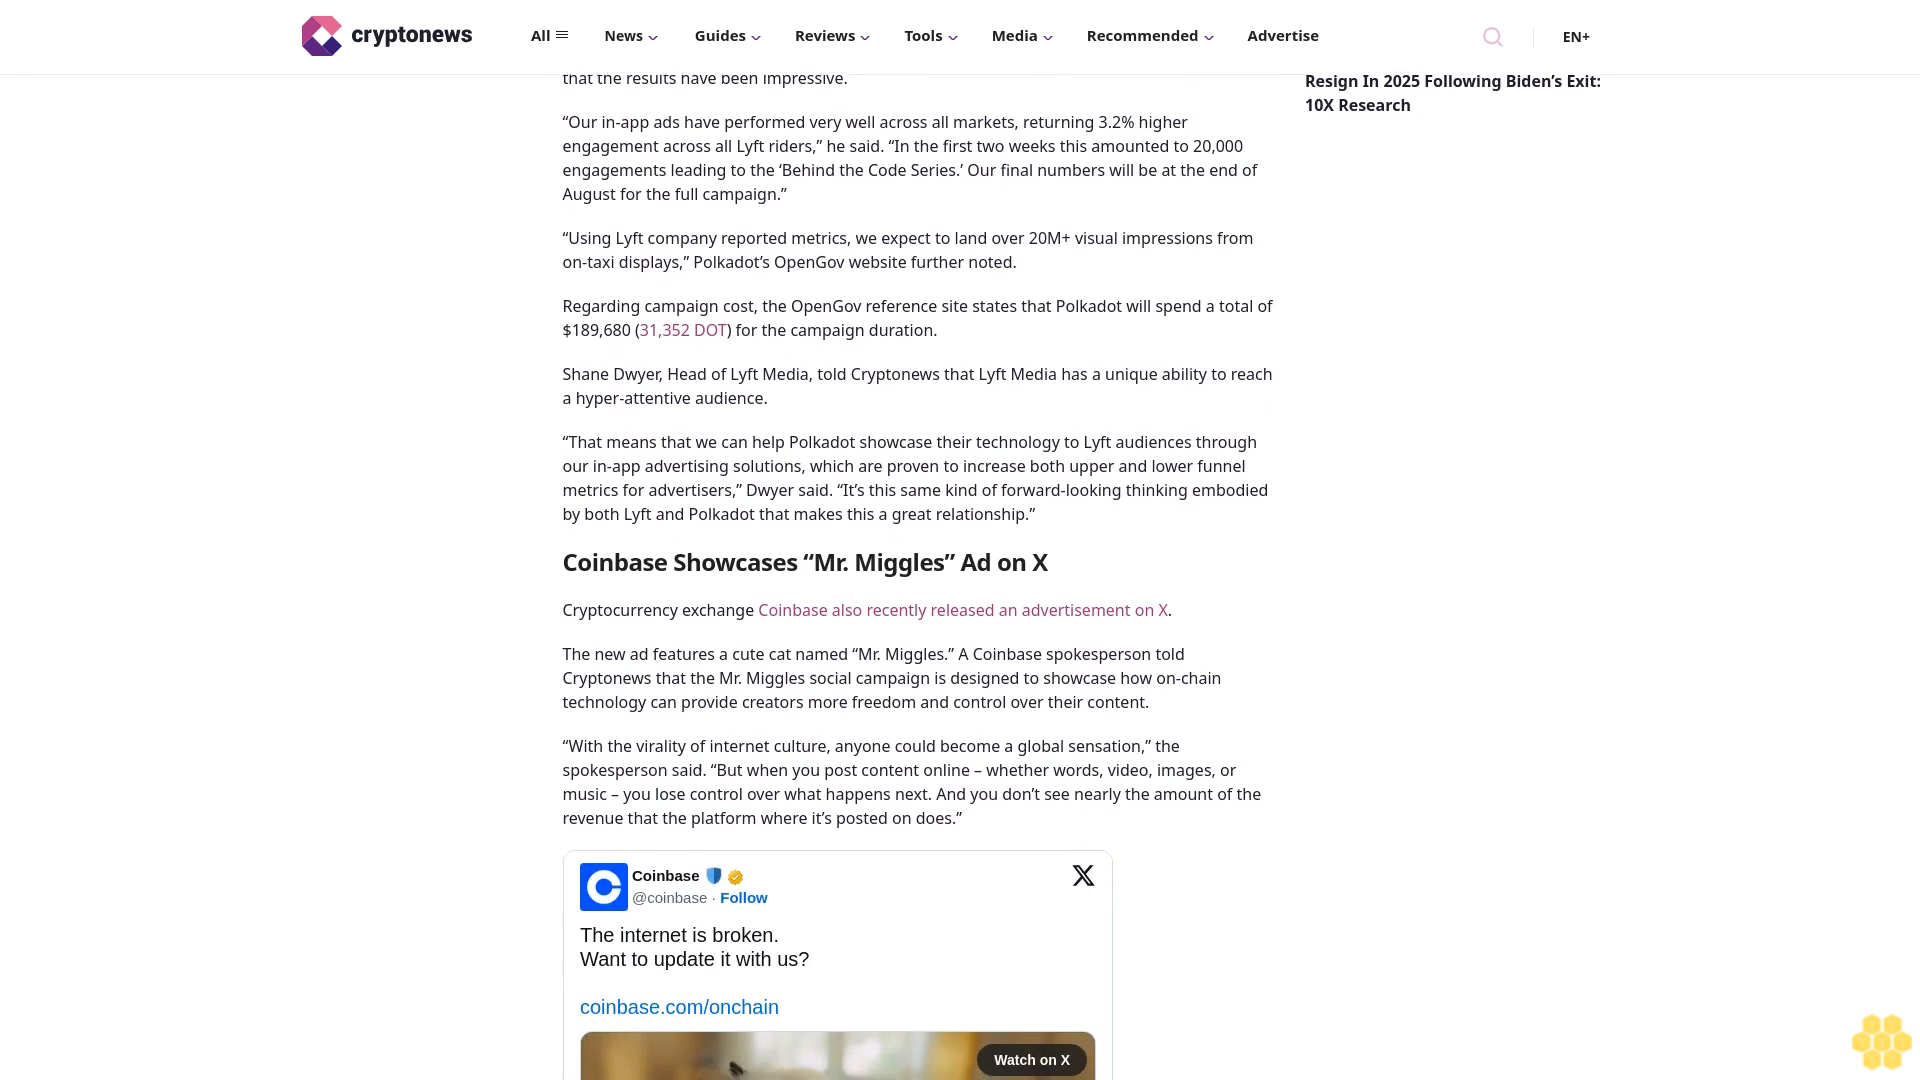 cryptonews
All
News
Guides
Reviews
Tools
Media
Recommended
Advertise
EN+
that the results have been impressive.
“Our in-app ads have performed very well across all markets, returning 3.2% higher
engagement across all Lyft riders,” he said. “In the first two weeks this amounted to 20,000
engagements leading to the ‘Behind the Code Series.’ Our final numbers will be at the end of
August for the full campaign.”
“Using Lyft company reported metrics, we expect to land over 20M+ visual impressions from
on-taxi displays,” Polkadot’s OpenGov website further noted.
Regarding campaign cost, the OpenGov reference site states that Polkadot will spend a total of
$189,680 (31,352 DOT) for the campaign duration.
Shane Dwyer, Head of Lyft Media, told Cryptonews that Lyft Media has a unique ability to reach
a hyper-attentive audience.
“That means that we can help Polkadot showcase their technology to Lyft audiences through
our in-app advertising solutions, which are proven to increase both upper and lower funnel
metrics for advertisers,” Dwyer said. “It’s this same kind of forward-looking thinking embodied
by both Lyft and Polkadot that makes this a great relationship.”
Coinbase Showcases “Mr. Miggles” Ad on X
Cryptocurrency exchange Coinbase also recently released an advertisement on X.
The new ad features a cute cat named “Mr. Miggles.” A Coinbase spokesperson told
Cryptonews that the Mr. Miggles social campaign is designed to showcase how on-chain
technology can provide creators more freedom and control over their content.
“With the virality of internet culture, anyone could become a global sensation,” the
spokesperson said. “But when you post content online – whether words, video, images, or
music – you lose control over what happens next. And you don’t see nearly the amount of the
revenue that the platform where it’s posted on does.”
Coinbase
@coinbase · Follow
The internet is broken.
Want to update it with us?
coinbase.com/onchain
Watch on X
Resign In 2025 Following Biden’s Exit:
10X Research